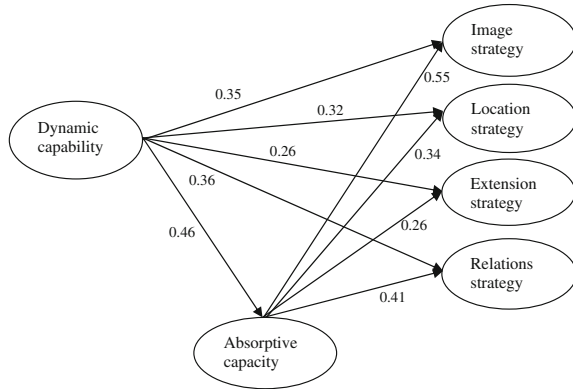 Image
strategy
0.55
0.35
Location
strategy
0.32
Dynamic
capability
0.34
0.26
Extension
strategy
0.36
0.26
0.46
Relations
strategy
0.41
Absorptive
capacity